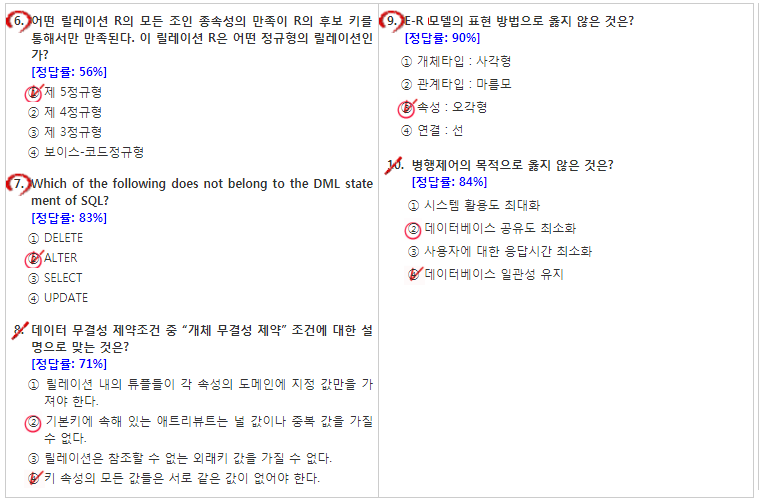 6. 어떤 릴레이션 R의 모든 조인 종속성의 만족이 R의 후보 키를
통해서만 만족된다. 이 릴레이션 R은 어떤 정규형의 릴레이션인
가?
[정답률: 56%]
① 제 5정규형
② 제 4정규형
③ 제 3정규형
④ 보이스-코드정규형
7. Which of the following does not belong to the DML state
ment of SQL?
[정답률: 83%]
① DELETE
② ALTER
③ SELECT
④ UPDATE
8. 데이터 무결성 제약조건 중 “개체 무결성 제약” 조건에 대한 설
명으로 맞는 것은?
[정답률: 71%]
① 릴레이션 내의 튜플들이 각 속성의 도메인에 지정 값만을 가
져야 한다.
② 기본키에 속해 있는 애트리뷰트는 널 값이나 중복 값을 가질
수 없다.
③ 릴레이션은 참조할 수 없는 외래키 값을 가질 수 없다.
④ 키 속성의 모든 값들은 서로 같은 값이 없어야 한다.
9. E-R 모델의 표현 방법으로 옳지 않은 것은?
[정답률: 90%]
① 개체타입 : 사각형
② 관계타입 : 마름모
③ 속성 : 오각형
④ 연결 : 선
10. 병행제어의 목적으로 옳지 않은 것은?
[정답률: 84%]
① 시스템 활용도 최대화
② 데이터베이스 공유도 최소화
③ 사용자에 대한 응답시간 최소화
④ 데이터베이스 일관성 유지